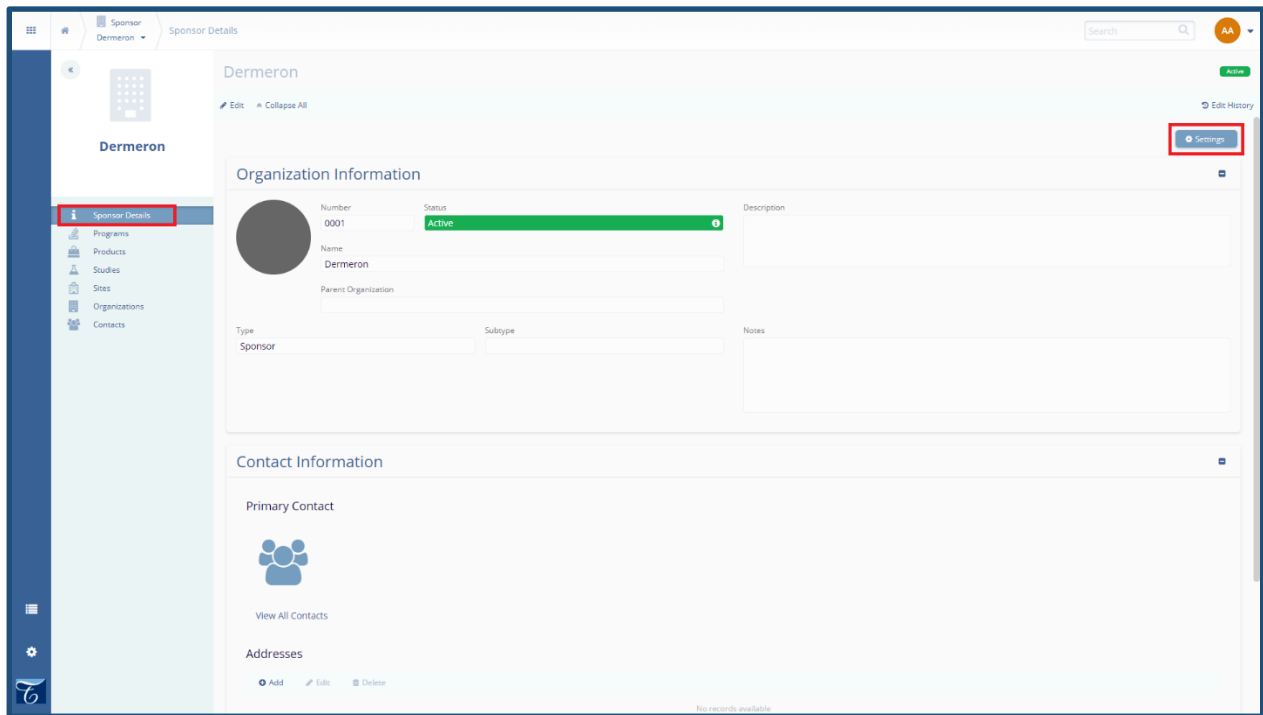 Sponsor
Dermeron
Sponsor Details
Search
AA
Dermeron
Active
Edit Collapse All
Edit History
Dermeron
Settings
Organization Information
Sponsor Details
Programs
Products
Studies
Sites
Organizations
Contacts
Number
Status
Description
0001
Active
Name
Dermeron
Parent Organization
Type
Subtype
Notes
Sponsor
Contact Information
Primary Contact
View All Contacts
Addresses
Add Edit Delete
No records available